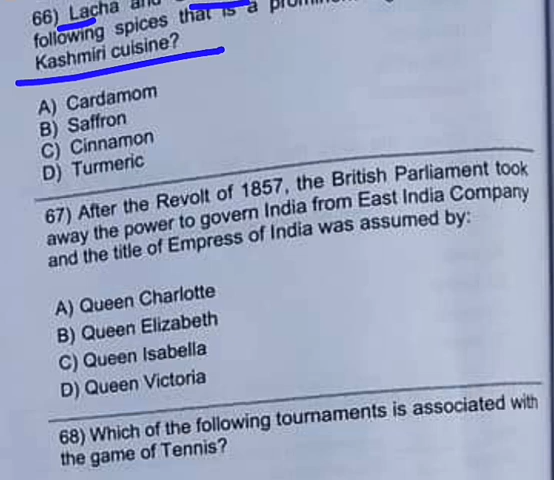 66) Lacha and
following spices that is a
Kashmiri cuisine?
A) Cardamom
B) Saffron
C) Cinnamon
D) Turmeric
67) After the Revolt of 1857, the British Parliament took
away the power to govern India from East India Company
and the title of Empress of India was assumed by:
A) Queen Charlotte
B) Queen Elizabeth
C) Queen Isabella
D) Queen Victoria
68) Which of the following tournaments is associated with
the game of Tennis?